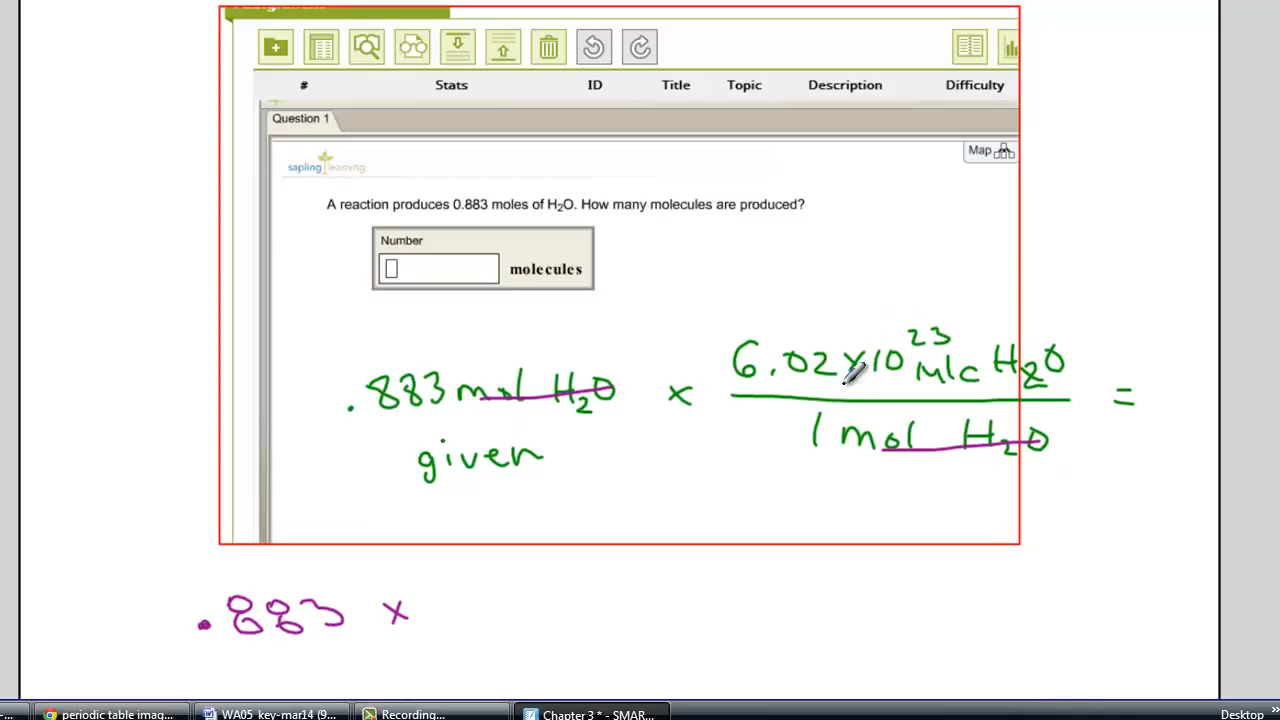 # Stats ID Title Topic Description Difficulty
Question 1
Map
sapling learning
A reaction produces 0.883 moles of H₂O. How many molecules are produced?
Number
molecules
.883 mol H₂O x 6.02x10²³ Mlc H₂O =
1 mol H₂O
given
.883 x
periodic table imag... WA05_key-mar14 (9... Recording... Chapter 3 * - SMAR... Desktop »